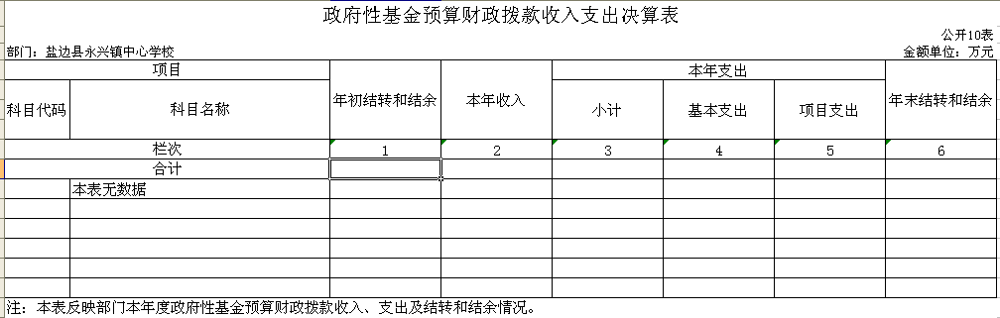 政府性基金预算财政拨款收入支出决算表
公开10表
部门：盐边县永兴镇中心学校 金额单位：万元
项目 年初结转和结余 本年收入 本年支出 年末结转和结余
科目代码 科目名称 小计 基本支出 项目支出
栏次 1 2 3 4 5 6
合计
本表无数据
注：本表反映部门本年度政府性基金预算财政拨款收入、支出及结转和结余情况。